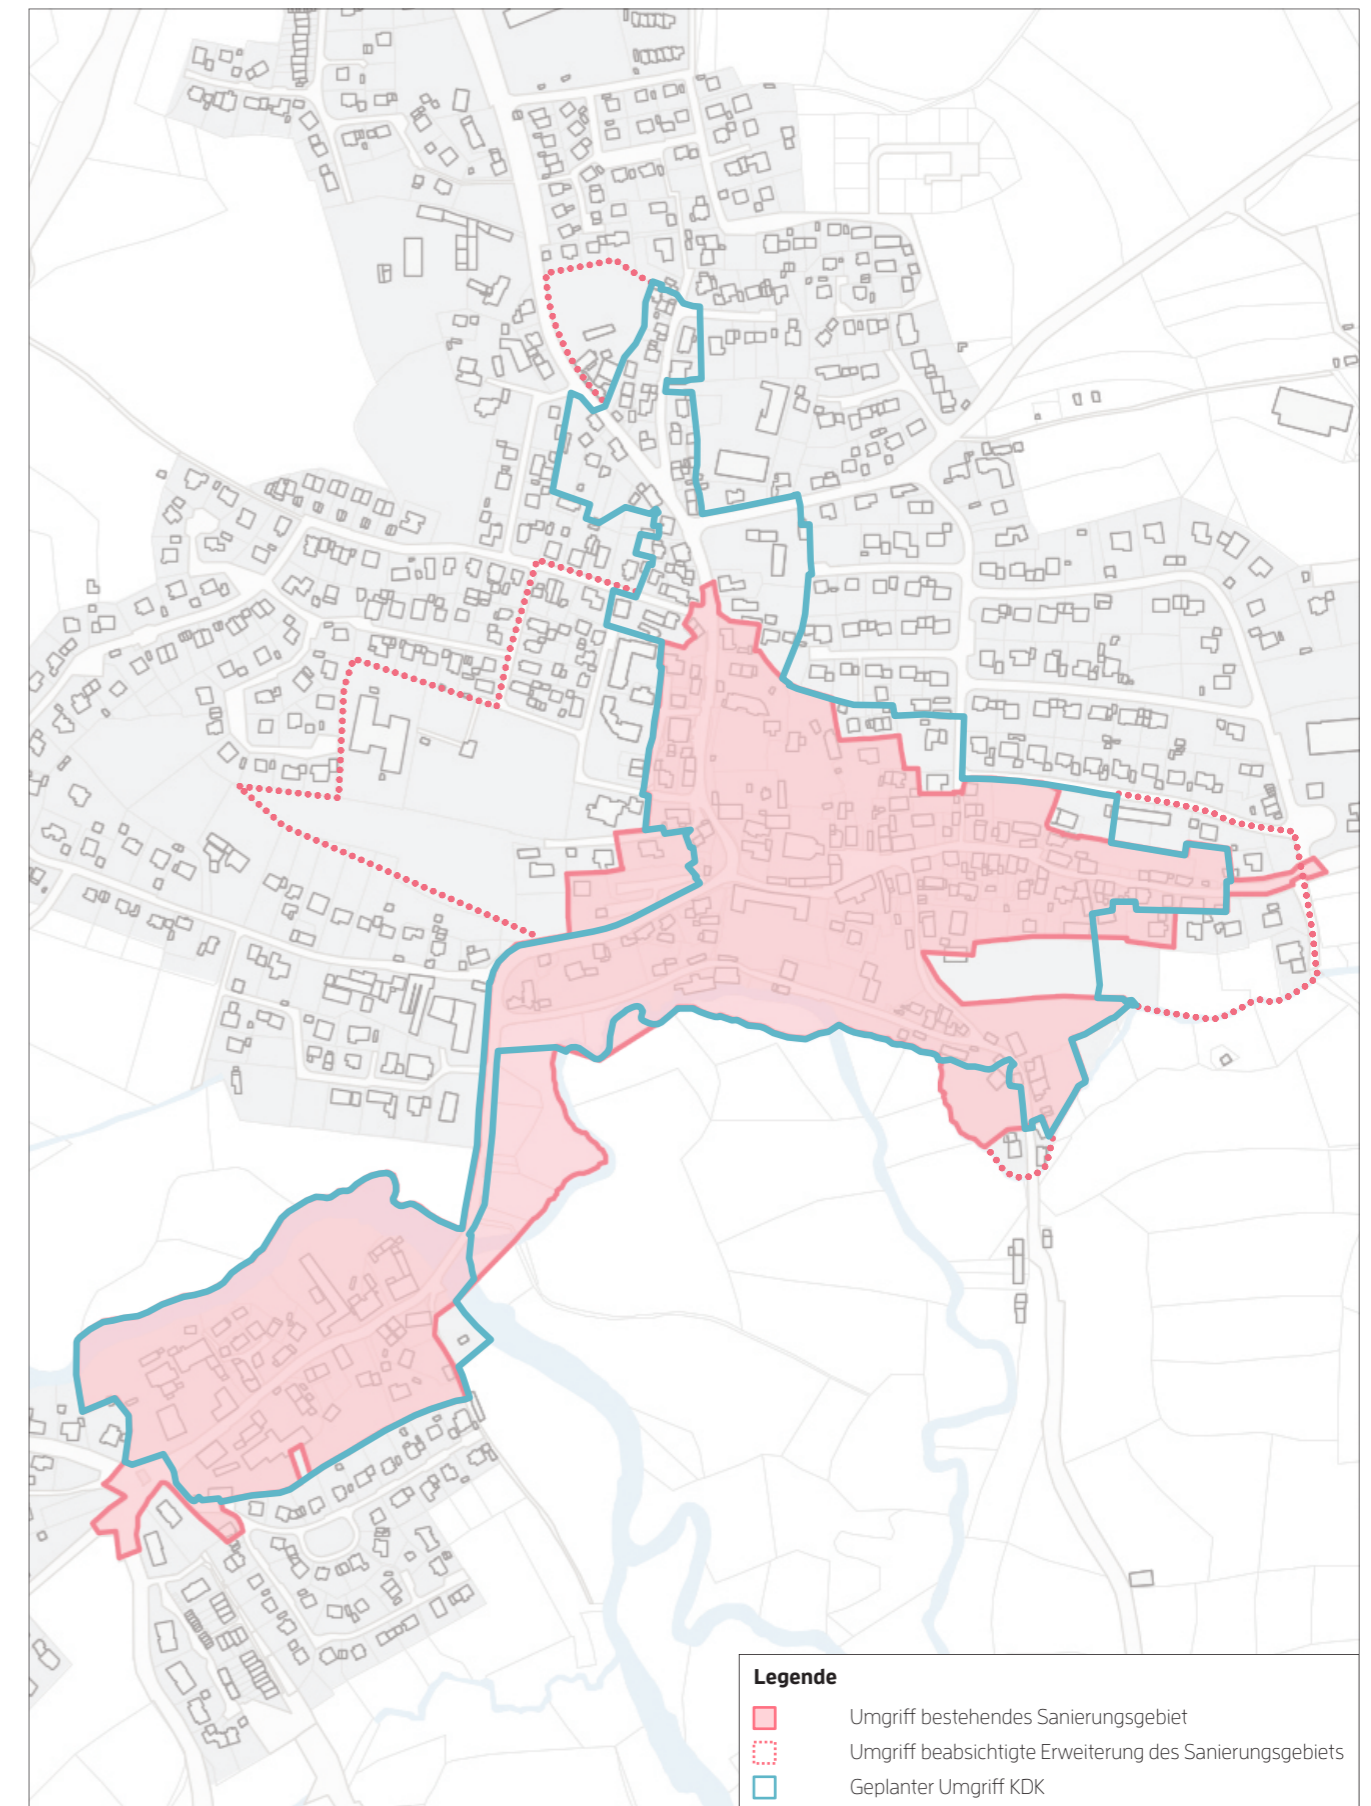 Legende
Umgriff bestehendes Sanierungsgebiet
Umgriff beabsichtigte Erweiterung des Sanierungsgebiets
Geplanter Umgriff KDK